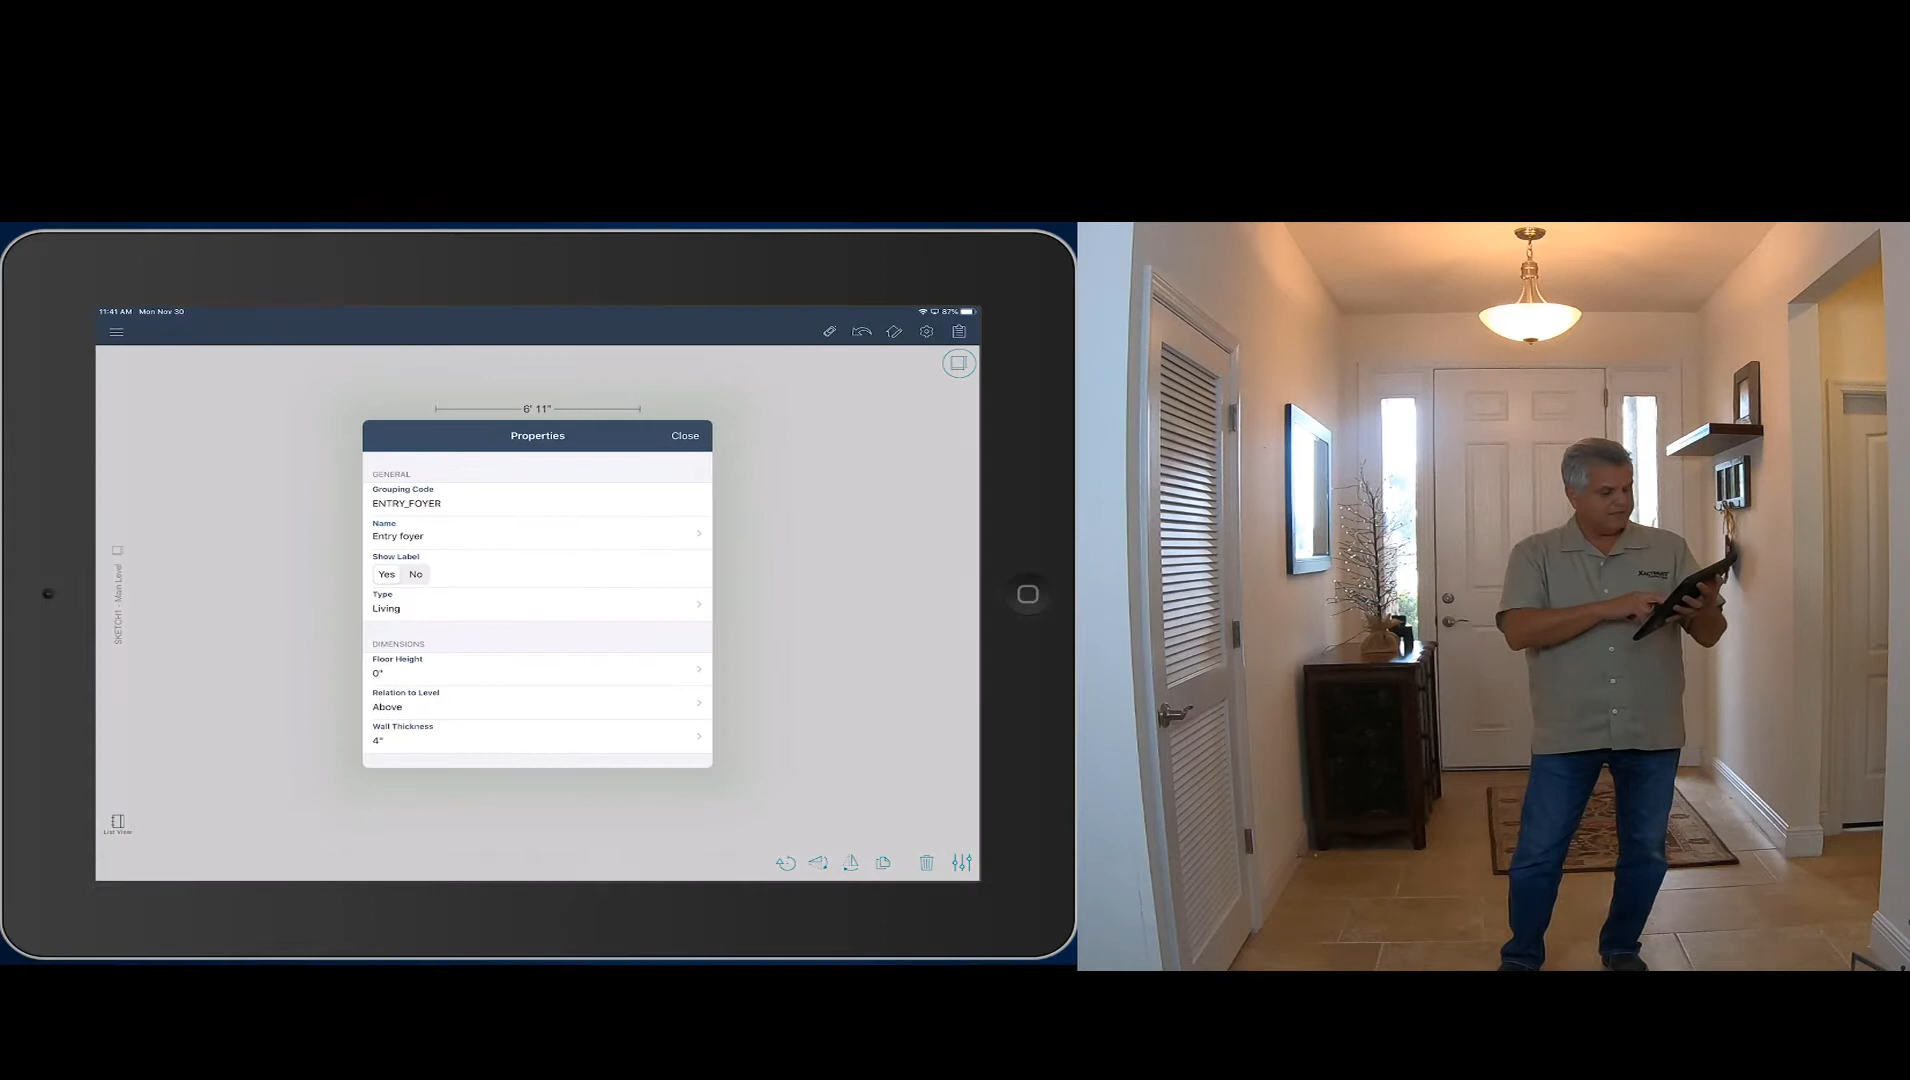 11:41 AM Mon Nov 30
87%
6' 11"
Properties
Close
GENERAL
Grouping Code
ENTRY_FOYER
Name
Entry foyer
Show Label
Yes No
Type
Living
DIMENSIONS
Floor Height
0"
Relation to Level
Above
Wall Thickness
4"
SKETCH1 - Main Level
List View
XACTIMATE